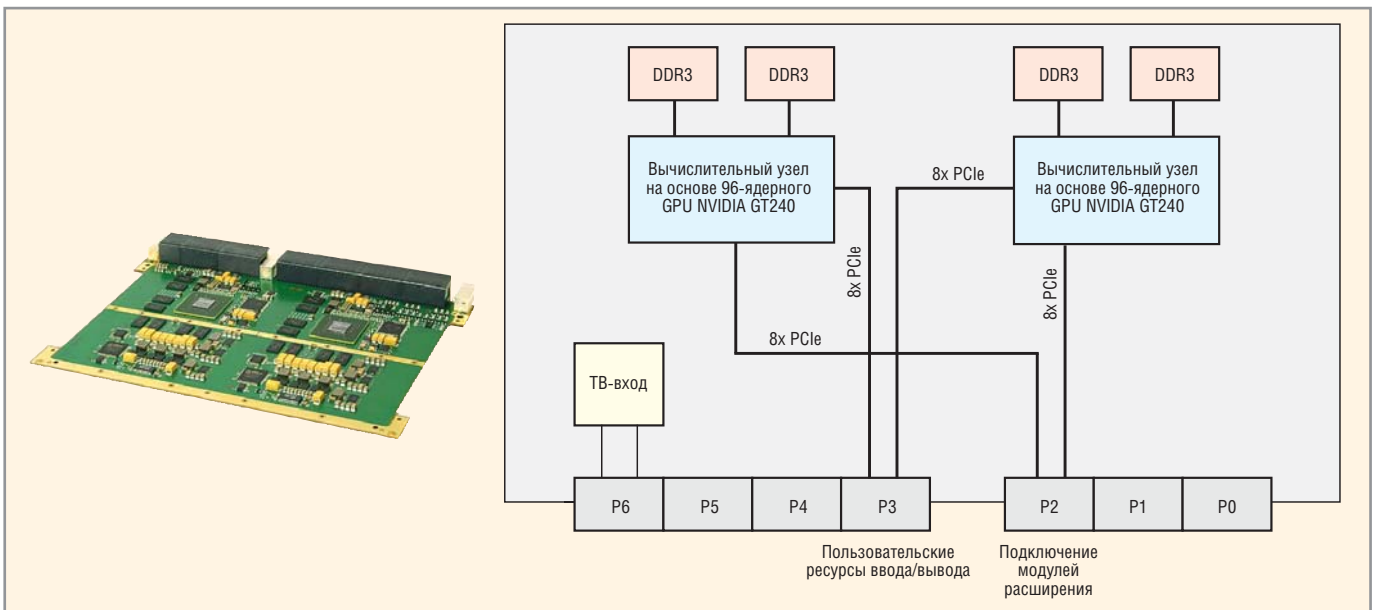 DDR3
DDR3
DDR3
DDR3
Вычислительный узел
на основе 96-ядерного
GPU NVIDIA GT240
8x PCIe
Вычислительный узел
на основе 96-ядерного
GPU NVIDIA GT240
8x PCIe
8x PCIe
8x PCIe
ТВ-вход
P6
P5
P4
P3
P2
P1
P0
Пользовательские
ресурсы ввода/вывода
Подключение
модулей
расширения